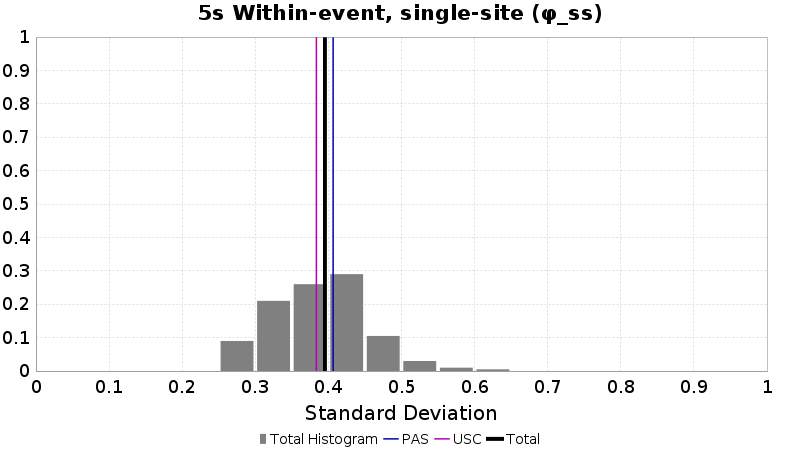 5s Within-event, single-site (φ_ss)
1
0.9
0.8
0.7
0.6
0.5
0.4
0.3
0.2
0.1
0
0 0.1 0.2 0.3 0.4 0.5 0.6 0.7 0.8 0.9 1
Standard Deviation
Total Histogram PAS USC Total